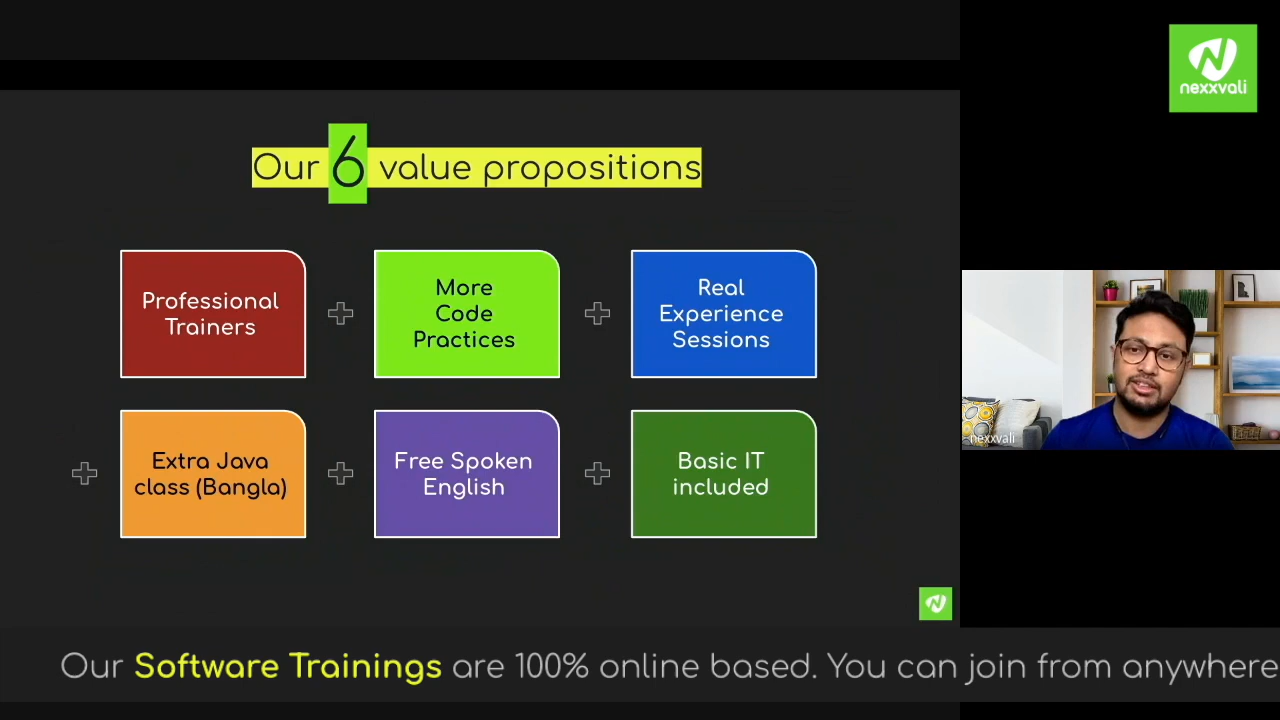 nexxvali
Our 6 value propositions
Professional
Trainers
More
Code
Practices
Real
Experience
Sessions
Extra Java
class (Bangla)
Free Spoken
English
Basic IT
included
nexxvali
Our Software Trainings are 100% online based. You can join from anywhere